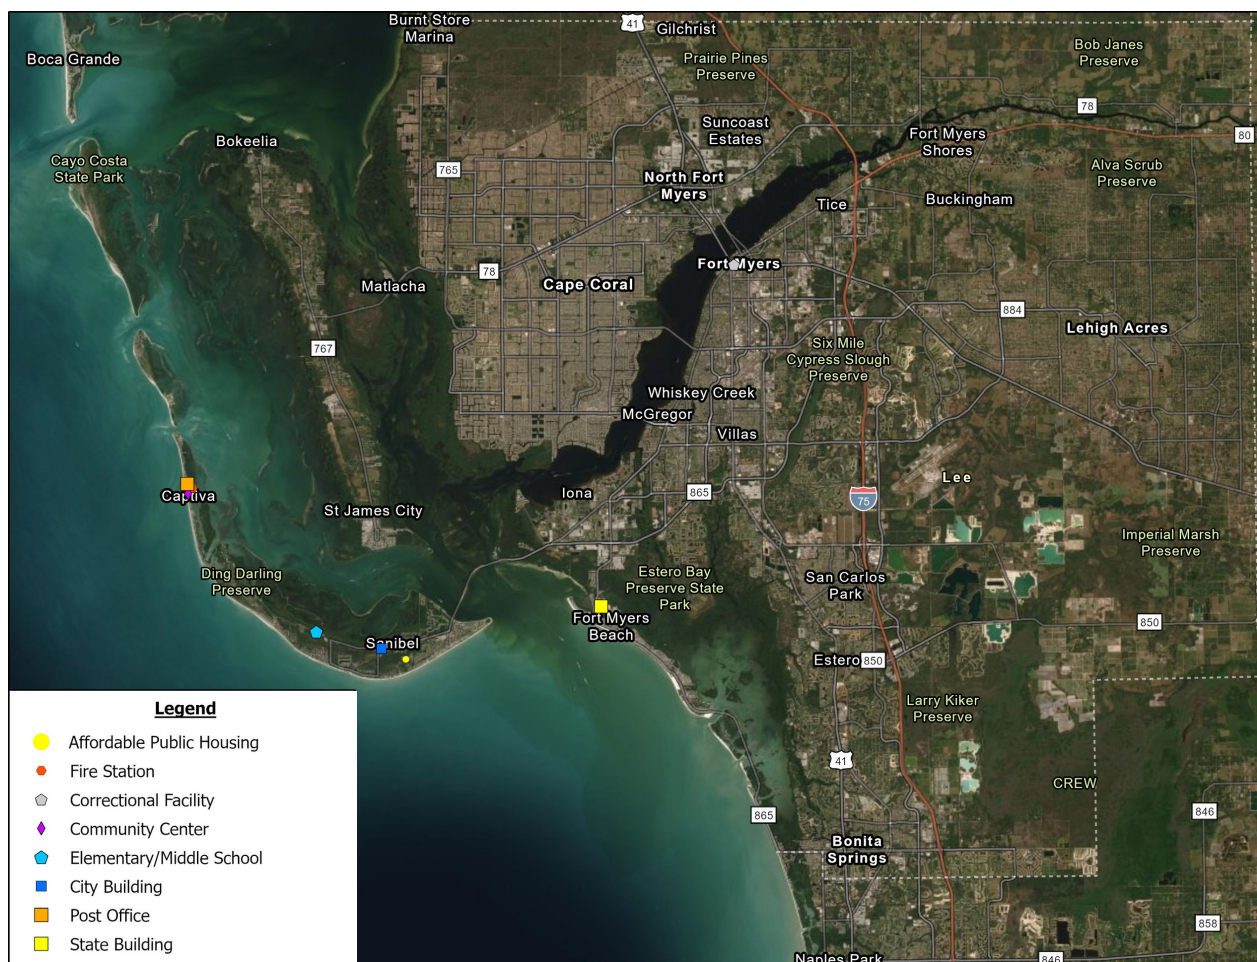 Burnt Store
Marina
41
Gilchrist
Boca Grande
Prairie Pines
Preserve
Bob Janes
Preserve
78
Suncoast
Estates
Fort Myers
Shores
80
Bokeelia
Cayo Costa
State Park
765
Alva Scrub
Preserve
North Fort
Myers
Tice
Buckingham
Fort Myers
78
Matlacha
Cape Coral
884
Lehigh Acres
767
Six Mile
Cypress Slough
Preserve
Whiskey Creek
McGregor
Villas
Captiva
Iona
865
Lee
75
St James City
Imperial Marsh
Preserve
Ding Darling
Preserve
Estero Bay
Preserve State
Park
San Carlos
Park
Fort Myers
Beach
850
Sanibel
Estero
850
Larry Kiker
Preserve
41
CREW
865
846
Bonita
Springs
858
Naples Park
846
Legend
Affordable Public Housing
Fire Station
Correctional Facility
Community Center
Elementary/Middle School
City Building
Post Office
State Building